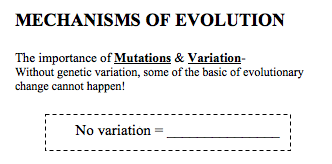 MECHANISMS OF EVOLUTION
The importance of Mutations & Variation-
Without genetic variation, some of the basic of evolutionary
change cannot happen!
No variation = _______________